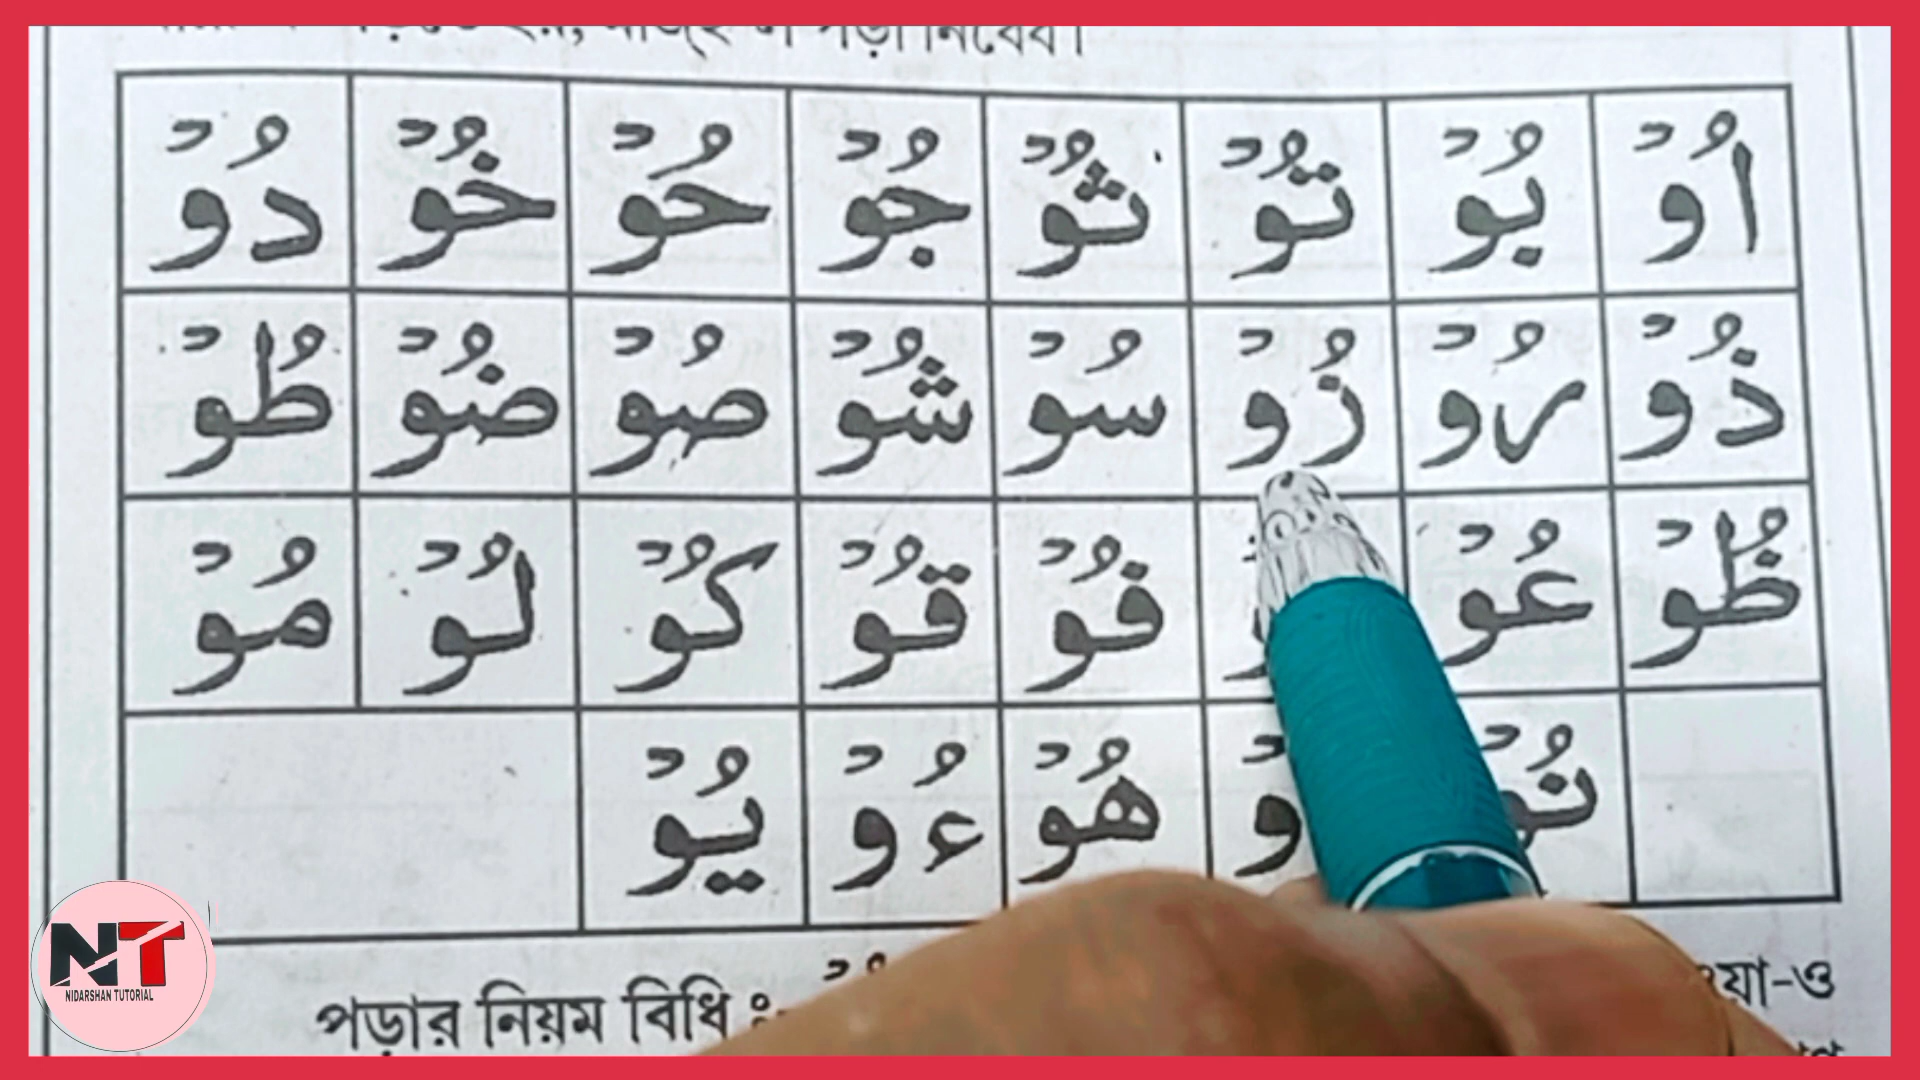 اُوْ بُوْ تُوْ ثُوْ جُوْ حُوْ خُوْ دُوْ
ذُوْ رُوْ زُوْ سُوْ شُوْ صُوْ ضُوْ طُوْ
ظُوْ عُوْ فُوْ قُوْ كُوْ لُوْ مُوْ
نُوْ هُوْ ءُوْ يُوْ
পড়ার নিয়ম বিধি ঃ
NT
NIDARSHAN TUTORIAL